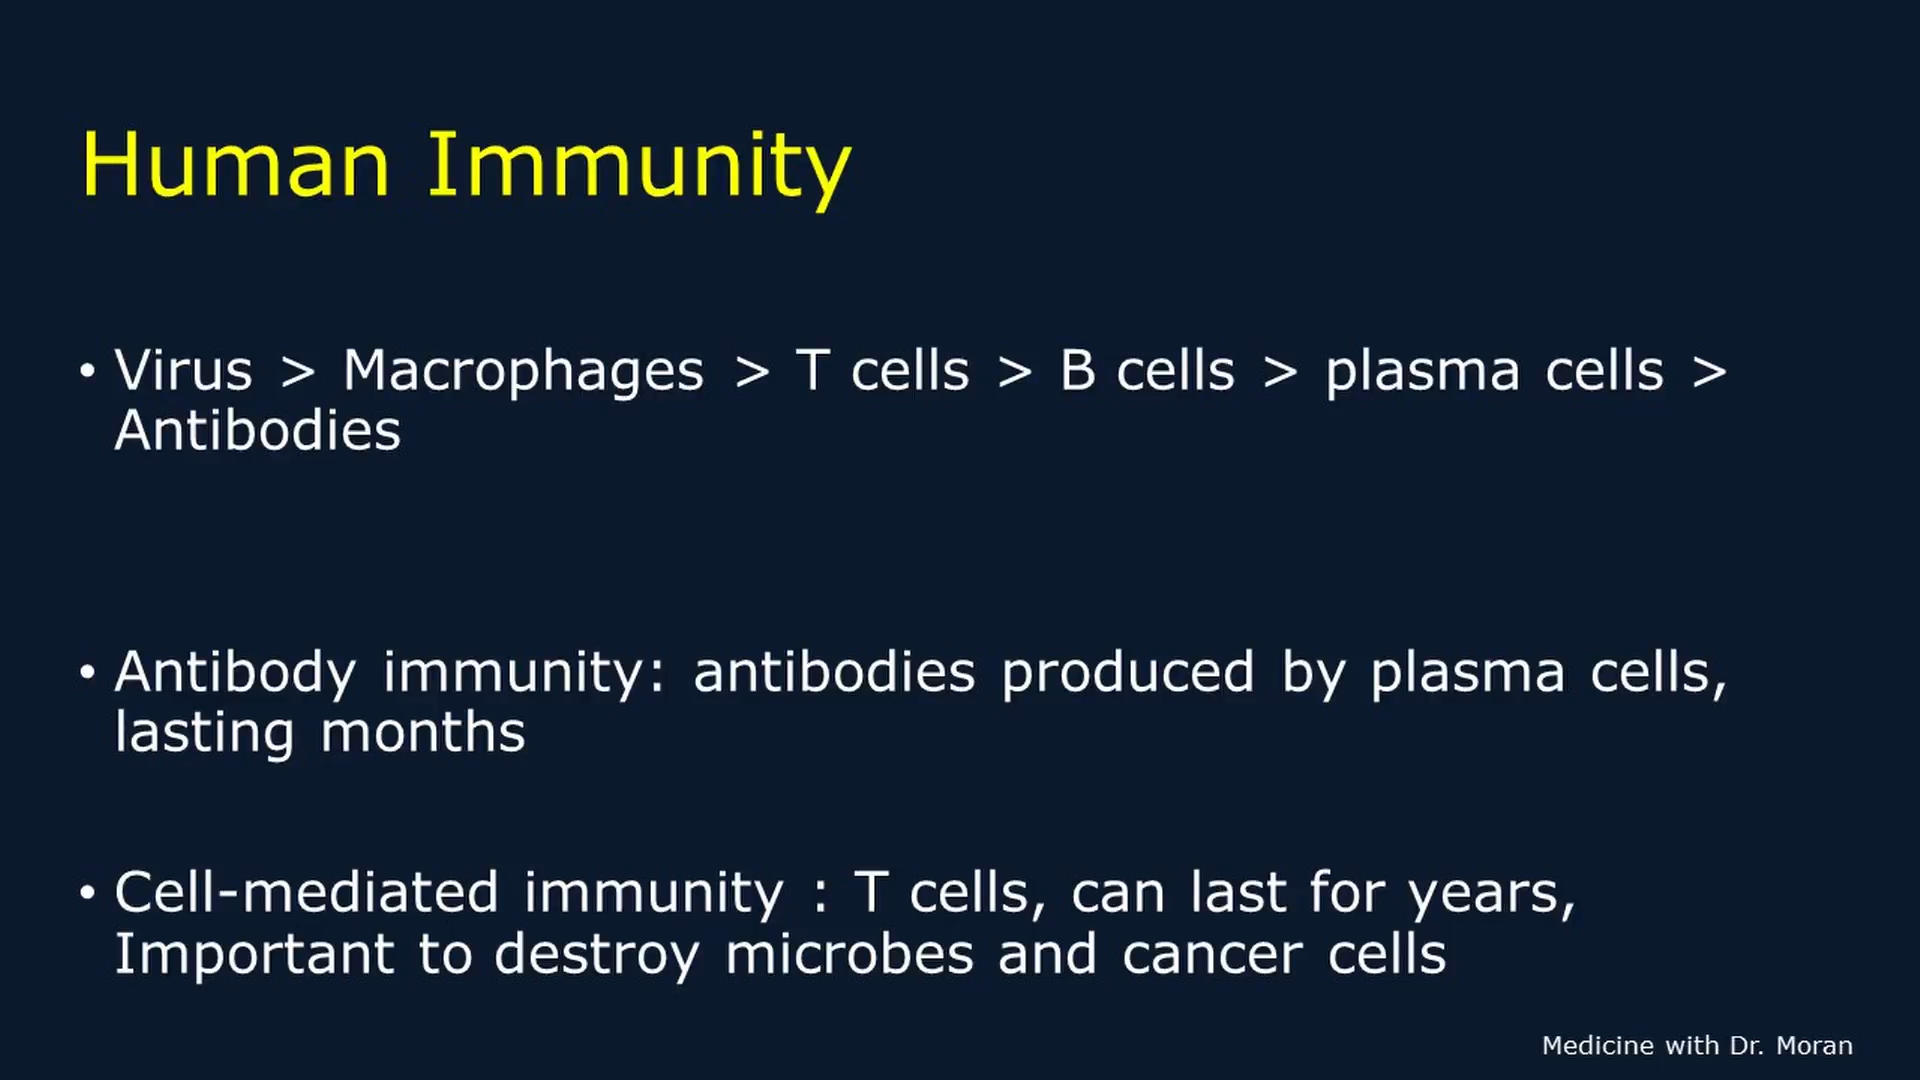 Human Immunity
• Virus > Macrophages > T cells > B cells > plasma cells >
Antibodies
• Antibody immunity: antibodies produced by plasma cells,
lasting months
• Cell-mediated immunity : T cells, can last for years,
Important to destroy microbes and cancer cells
Medicine with Dr. Moran